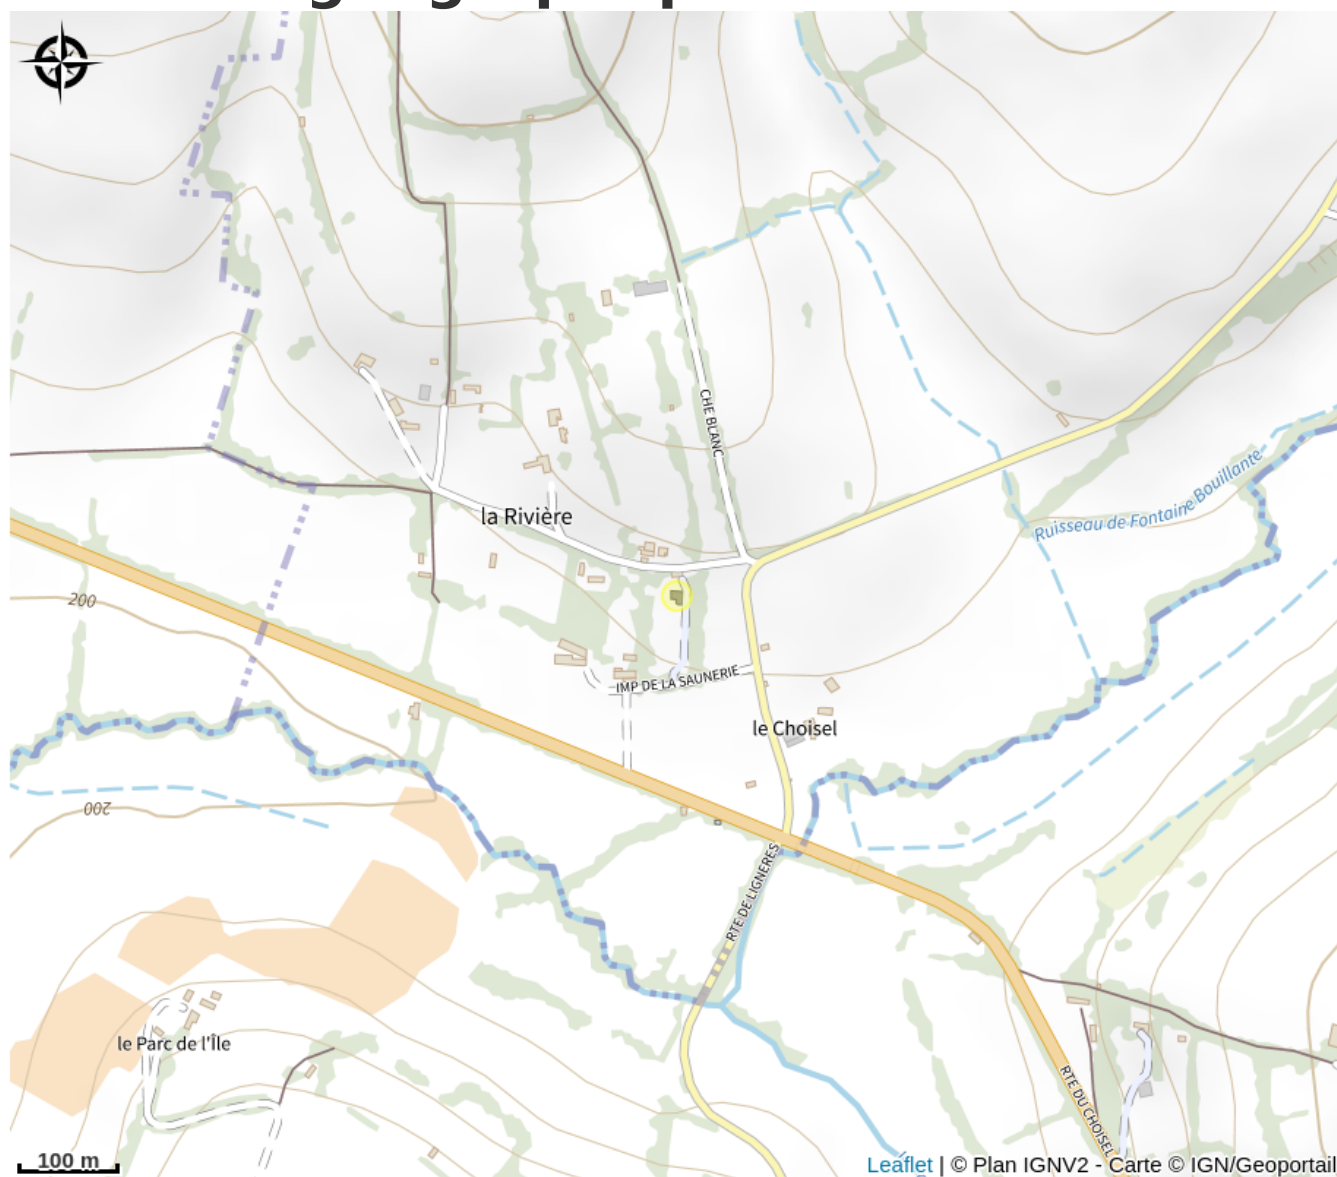 CHE BLANC
Ruisseau de Fontaine Bouillante
la Rivière
200
IMP DE LA SAUNERIE
le Choisel
200
RTE DE LIGNERES
le Parc de l'Île
RTE DU CHOISEL
100 m
Leaflet | © Plan IGNV2 - Carte © IGN/Geoportail